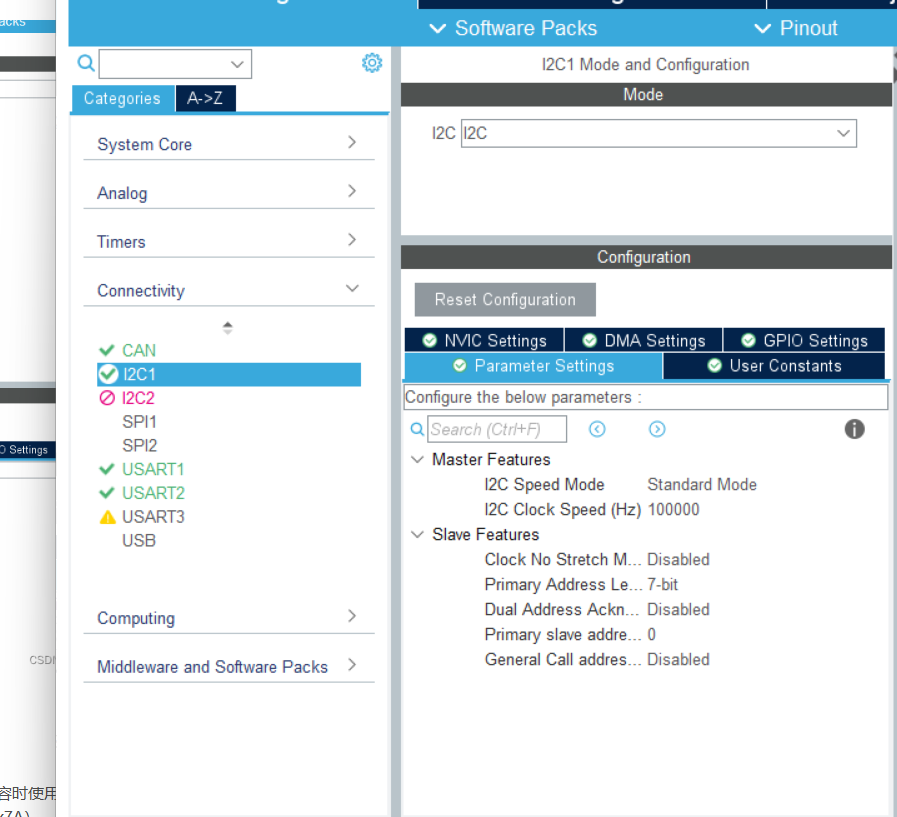 acks
Software Packs
Pinout
I2C1 Mode and Configuration
Categories
A->Z
Mode
System Core
I2C
I2C
Analog
Timers
Configuration
Connectivity
Reset Configuration
NVIC Settings
DMA Settings
GPIO Settings
CAN
Parameter Settings
User Constants
I2C1
I2C2
Configure the below parameters :
SPI1
Search (Ctrl+F)
SPI2
O Settings
Master Features
USART1
I2C Speed Mode
Standard Mode
USART2
I2C Clock Speed (Hz)
100000
USART3
Slave Features
USB
Clock No Stretch M...
Disabled
Primary Address Le...
7-bit
Dual Address Ackn...
Disabled
Computing
Primary slave addre...
0
General Call addres...
Disabled
CSD
Middleware and Software Packs
容时使用